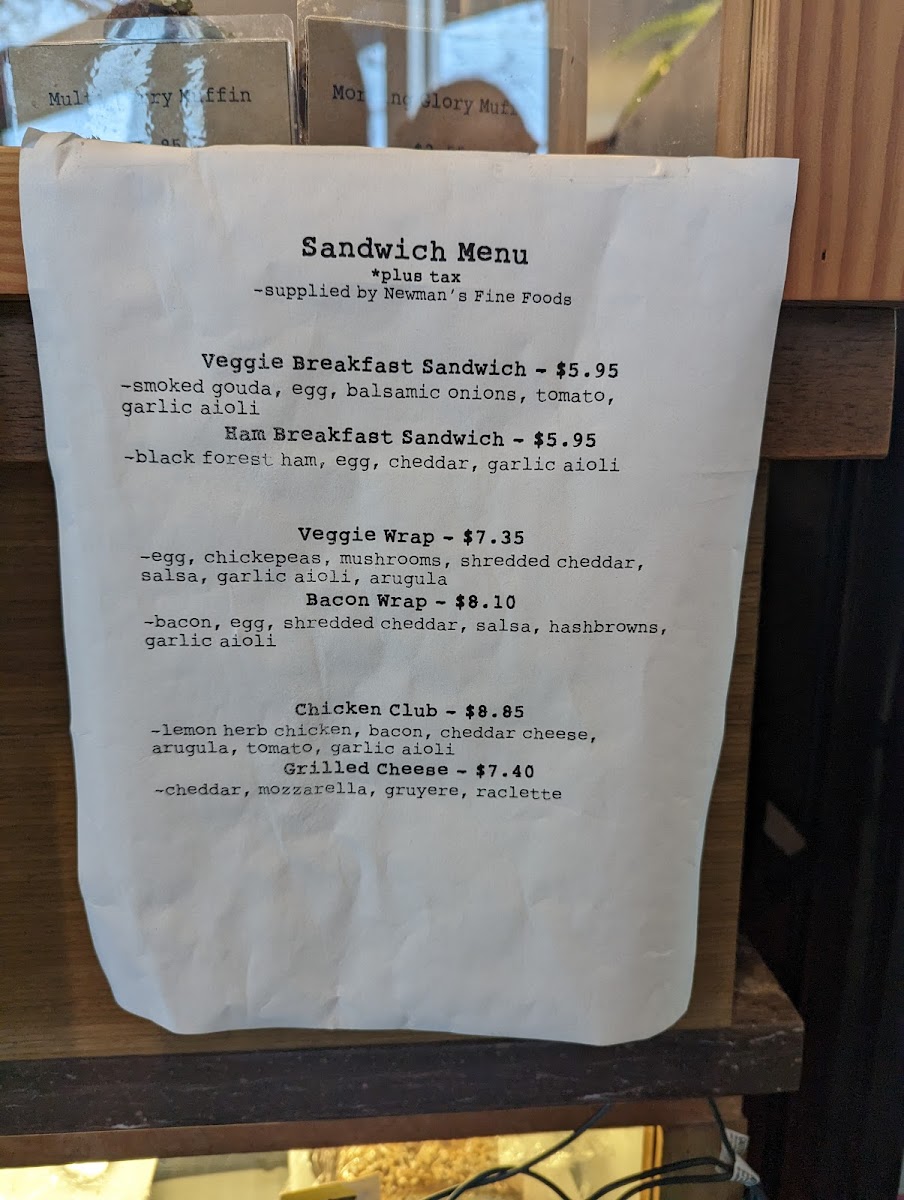 Muffin
Glory
Sandwich Menu
*plus tax
~supplied by Newman's Fine Foods
Veggie Breakfast Sandwich ~ $5.95
~smoked gouda, egg, balsamic onions, tomato,
garlic aioli
Ham Breakfast Sandwich ~ $5.95
~black forest ham, egg, cheddar, garlic aioli
Veggie Wrap ~ $7.35
~egg, chickepeas, mushrooms, shredded cheddar,
salsa, garlic aioli, arugula
Bacon Wrap ~ $8.10
~bacon, egg, shredded cheddar, salsa, hashbrowns,
garlic aioli
Chicken Club ~ $8.85
~lemon herb chicken, bacon, cheddar cheese,
arugula, tomato, garlic aioli
Grilled Cheese ~ $7.40
~cheddar, mozzarella, gruyere, raclette